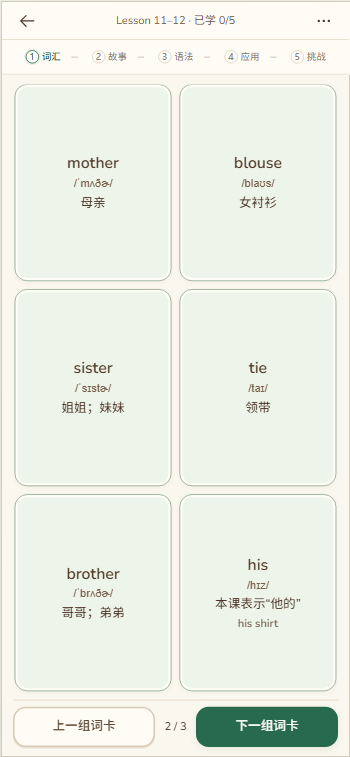 Lesson 11–12 · 已学 0/5
1 词汇 – 2 故事 – 3 语法 – 4 应用 – 5 挑战
mother
/ˈmʌðɚ/
母亲
blouse
/blaʊs/
女衬衫
sister
/ˈsɪstɚ/
姐姐；妹妹
tie
/taɪ/
领带
brother
/ˈbrʌðɚ/
哥哥；弟弟
his
/hɪz/
本课表示“他的”
his shirt
上一组词卡 2 / 3 下一组词卡